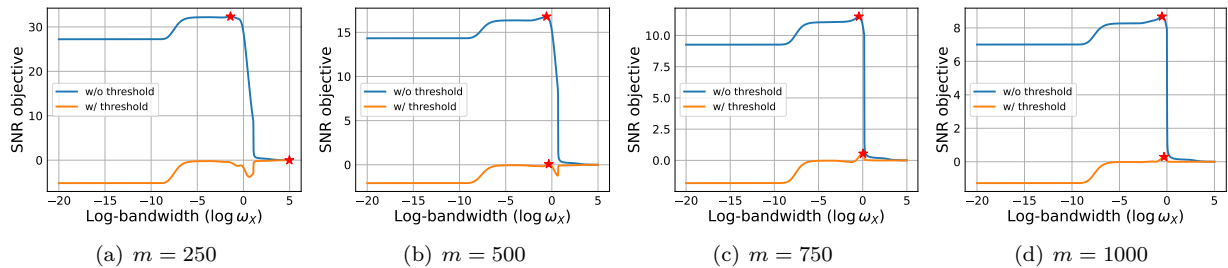 SNR objective
30
20
10
0
w/o threshold
w/ threshold
−20 −15 −10 −5 0 5
Log-bandwidth (log ω_X)
(a) m = 250
SNR objective
15
10
5
0
w/o threshold
w/ threshold
−20 −15 −10 −5 0 5
Log-bandwidth (log ω_X)
(b) m = 500
SNR objective
10.0
7.5
5.0
2.5
0.0
w/o threshold
w/ threshold
−20 −15 −10 −5 0 5
Log-bandwidth (log ω_X)
(c) m = 750
SNR objective
8
6
4
2
0
w/o threshold
w/ threshold
−20 −15 −10 −5 0 5
Log-bandwidth (log ω_X)
(d) m = 1000